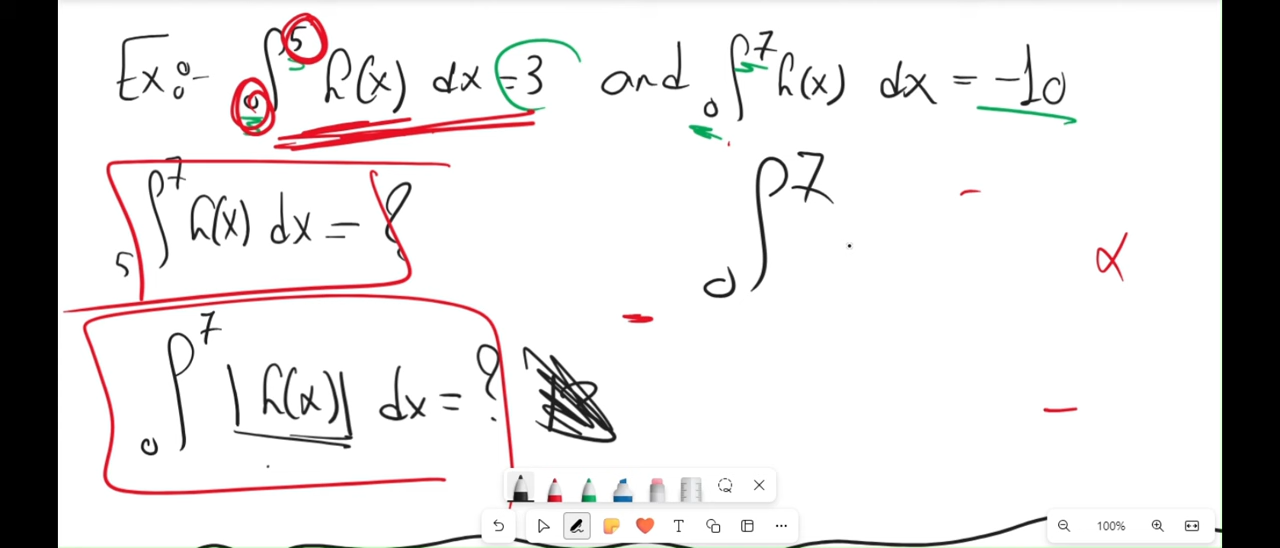 Ex:- ∫₀⁵ h(x) dx = 3 and ∫₀⁷ h(x) dx = -10
∫₅⁷ h(x) dx = ?
∫₀⁷
α
∫₀⁷ |h(x)| dx = ?
100%